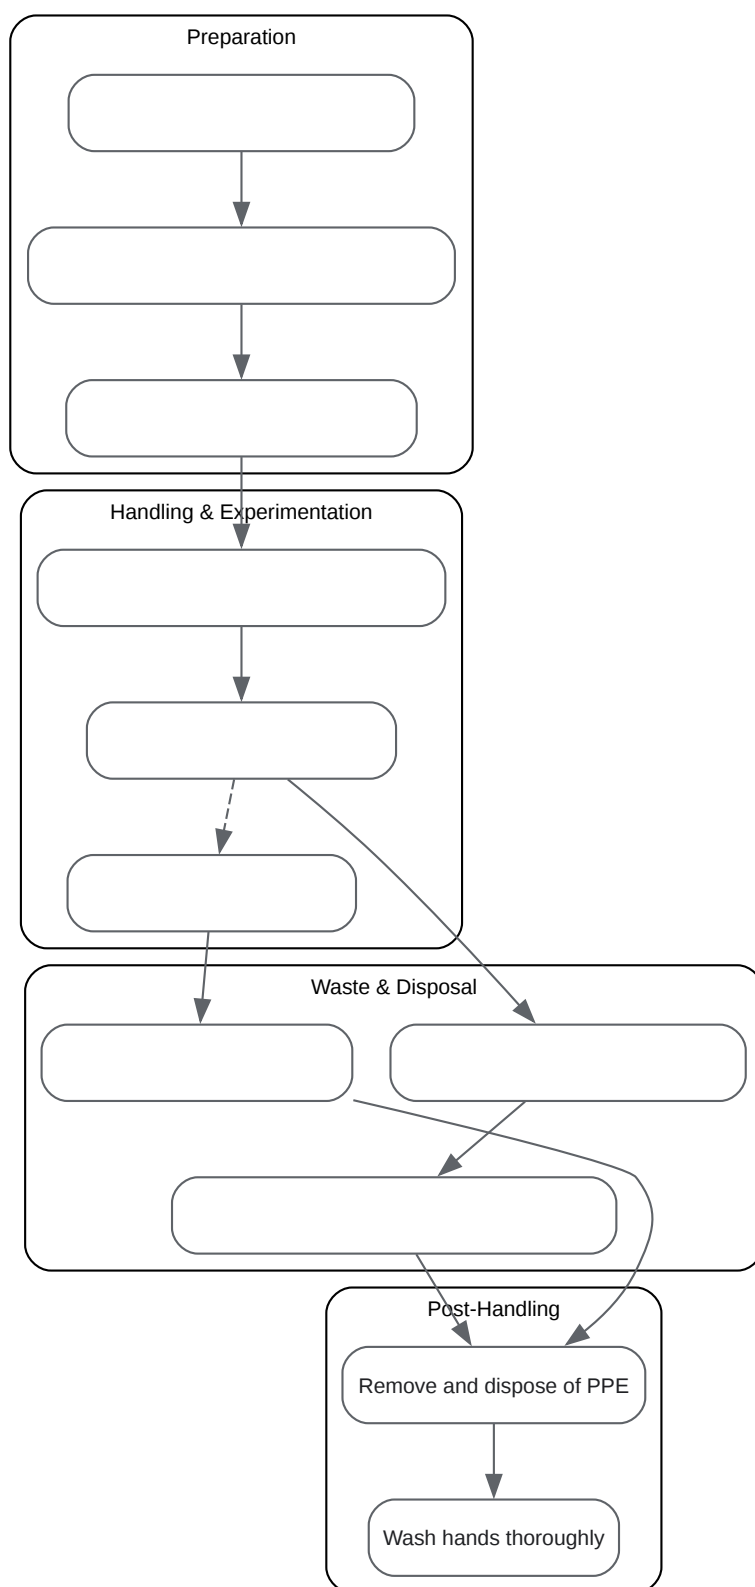 Preparation
Handling & Experimentation
Waste & Disposal
Post-Handling
Remove and dispose of PPE
Wash hands thoroughly